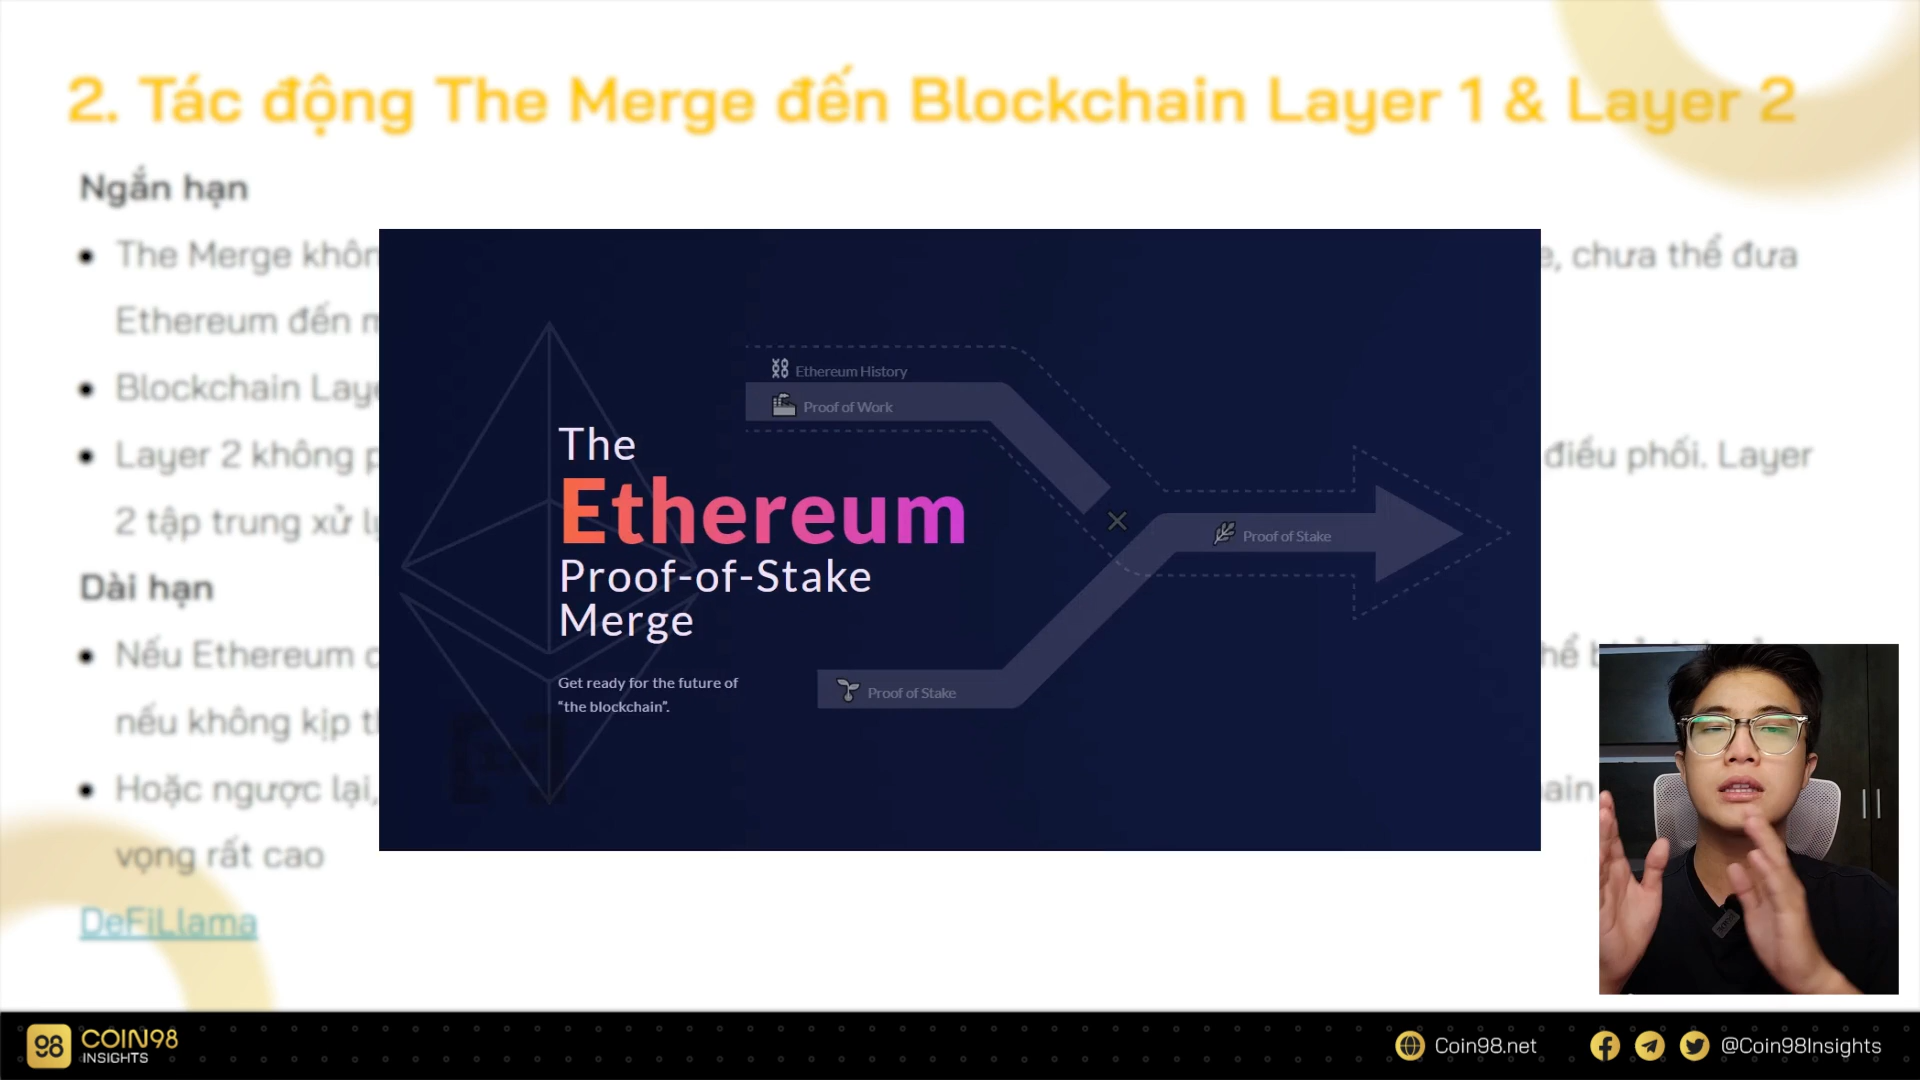 2. Tác động The Merge đến Blockchain Layer 1 & Layer 2
Ngắn hạn
The Merge
e, chưa thể đưa
Ethereum đến
Blockchain
Layer 2 không
điều phối. Layer
2 tập trung xử
Dài hạn
Nếu Ethereum
nếu không kịp
Hoặc ngược lại,
vọng rất cao
DeFiLlama
Ethereum History
Proof of Work
The
Ethereum
Proof-of-Stake
Merge
Proof of Stake
Get ready for the future of
“the blockchain”.
Proof of Stake
98 COIN98
INSIGHTS
Coin98.net
@Coin98Insights